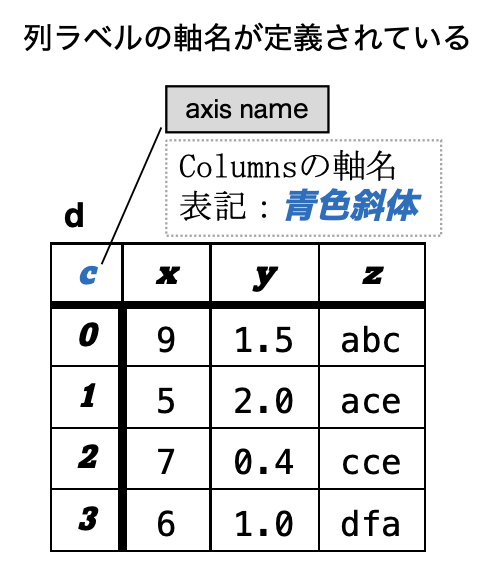 列ラベルの軸名が定義されている
axis name
Columnsの軸名
表記：青色斜体
d
c x y z
0 9 1.5 abc
1 5 2.0 ace
2 7 0.4 cce
3 6 1.0 dfa